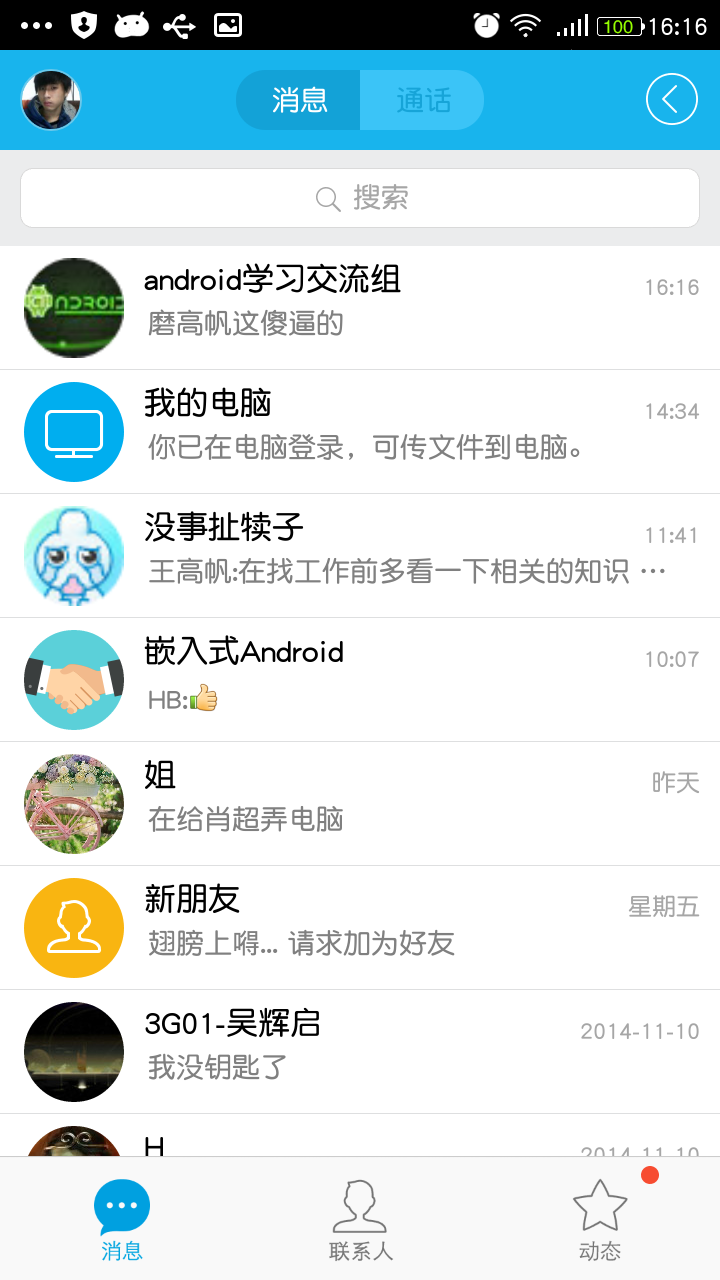 100 16:16
消息 通话
搜索
android学习交流组 16:16
磨高帆这傻逼的
我的电脑 14:34
你已在电脑登录，可传文件到电脑。
没事扯犊子 11:41
王高帆:在找工作前多看一下相关的知识 …
嵌入式Android 10:07
HB:
姐 昨天
在给肖超弄电脑
新朋友 星期五
翅膀上嘚... 请求加为好友
3G01-吴辉启 2014-11-10
我没钥匙了
H 2014-11-10
消息 联系人 动态